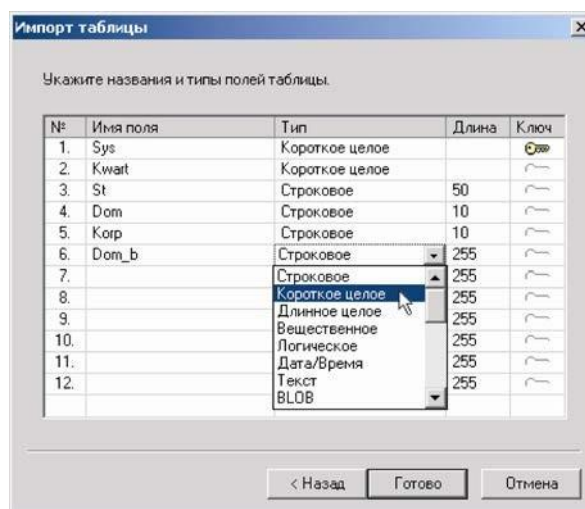 Импорт таблицы
Укажите названия и типы полей таблицы.
№ Имя поля Тип Длина Ключ
1. Sys Короткое целое
2. Kwart Короткое целое
3. St Строковое 50
4. Dom Строковое 10
5. Korp Строковое 10
6. Dom_b Строковое 255
7. Строковое 255
8. Короткое целое 255
9. Длинное целое 255
Вещественное
10. Логическое 255
11. Дата/Время 255
12. Текст 255
BLOB
< Назад Готово Отмена